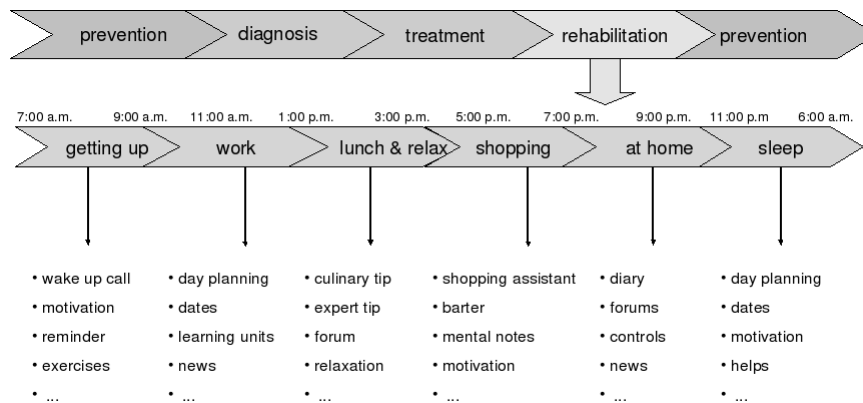 prevention diagnosis treatment rehabilitation prevention
7:00 a.m. 9:00 a.m. 11:00 a.m. 1:00 p.m. 3:00 p.m. 5:00 p.m. 7:00 p.m. 9:00 p.m. 11:00 p.m 6:00 a.m.
getting up work lunch & relax shopping at home sleep
• wake up call • day planning • culinary tip • shopping assistant • diary • day planning
• motivation • dates • expert tip • barter • forums • dates
• reminder • learning units • forum • mental notes • controls • motivation
• exercises • news • relaxation • motivation • news • helps
• ... • ... • ... • ... • ... • ...